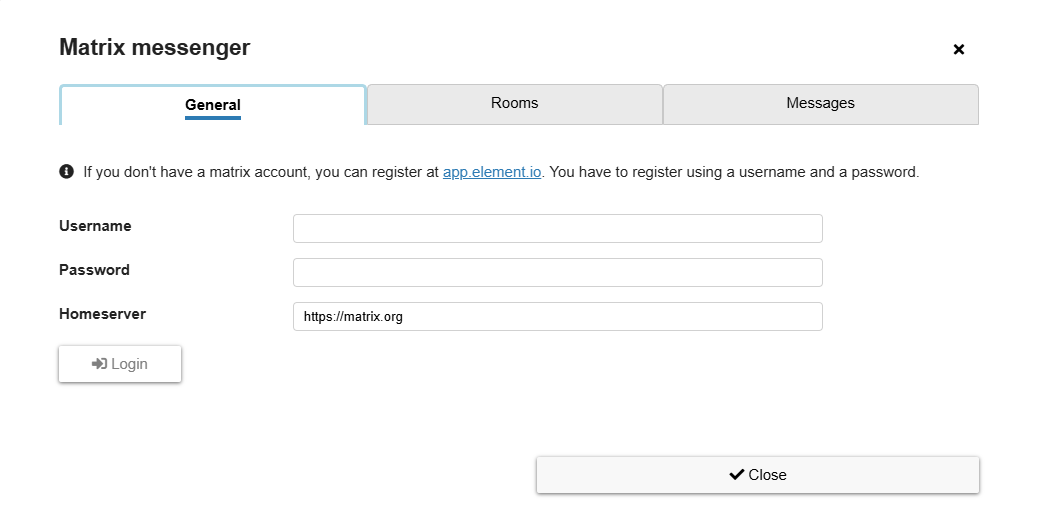 Matrix messenger
General
Rooms
Messages
If you don't have a matrix account, you can register at app.element.io. You have to register using a username and a password.
Username
Password
Homeserver
https://matrix.org
Login
Close